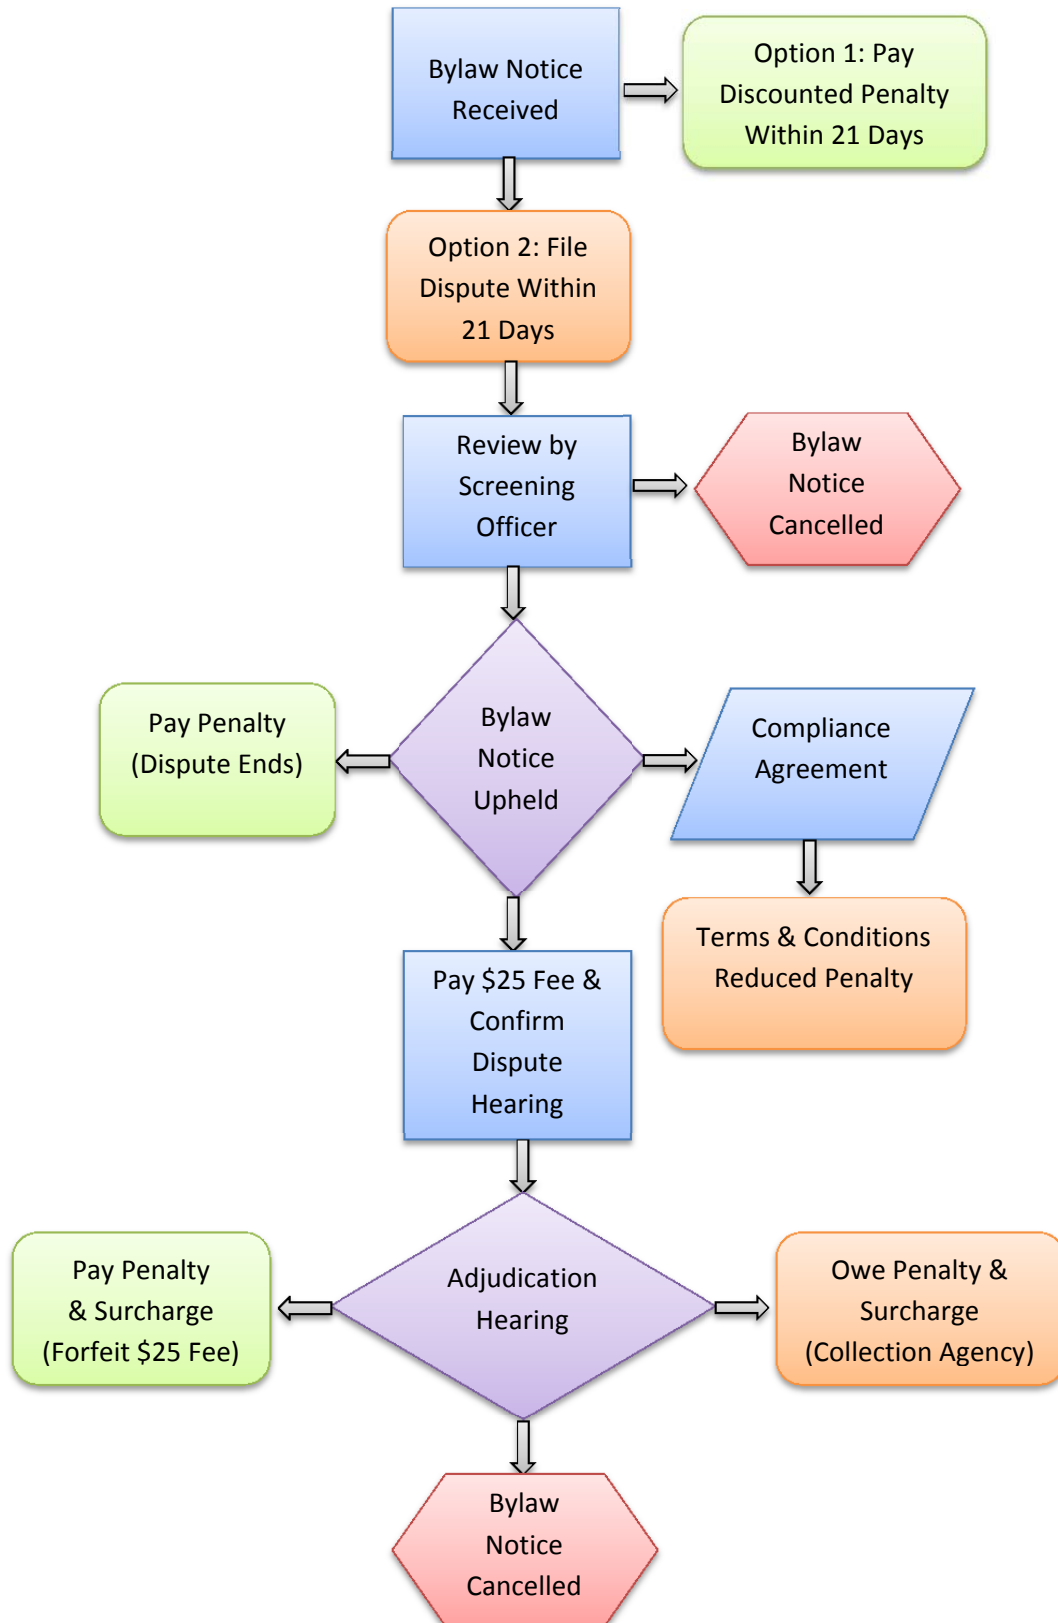 Bylaw Notice
Received
Option 1: Pay
Discounted Penalty
Within 21 Days
Option 2: File
Dispute Within
21 Days
Review by
Screening
Officer
Bylaw
Notice
Cancelled
Pay Penalty
(Dispute Ends)
Bylaw
Notice
Upheld
Compliance
Agreement
Terms & Conditions
Reduced Penalty
Pay $25 Fee &
Confirm
Dispute
Hearing
Pay Penalty
& Surcharge
(Forfeit $25 Fee)
Adjudication
Hearing
Owe Penalty &
Surcharge
(Collection Agency)
Bylaw
Notice
Cancelled